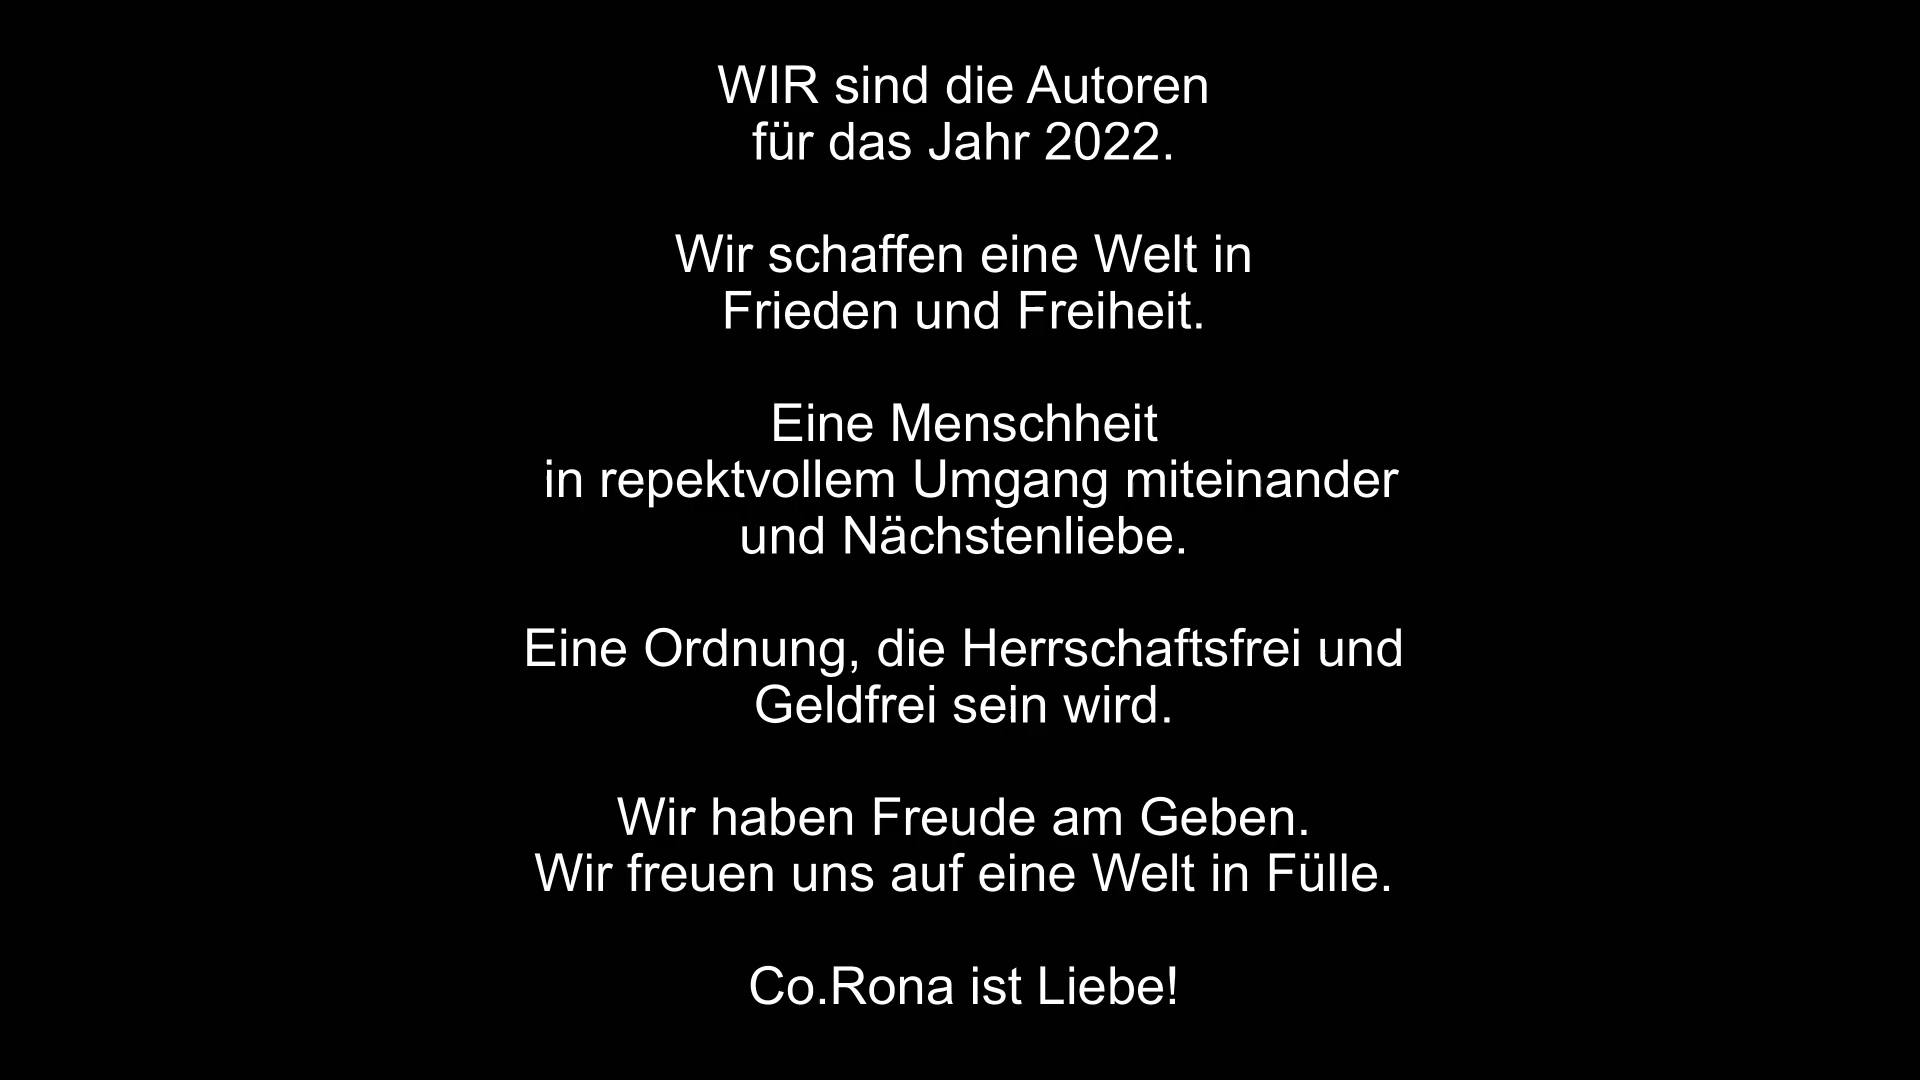 WIR sind die Autoren
für das Jahr 2022.
Wir schaffen eine Welt in
Frieden und Freiheit.
Eine Menschheit
in repektvollem Umgang miteinander
und Nächstenliebe.
Eine Ordnung, die Herrschaftsfrei und
Geldfrei sein wird.
Wir haben Freude am Geben.
Wir freuen uns auf eine Welt in Fülle.
Co.Rona ist Liebe!